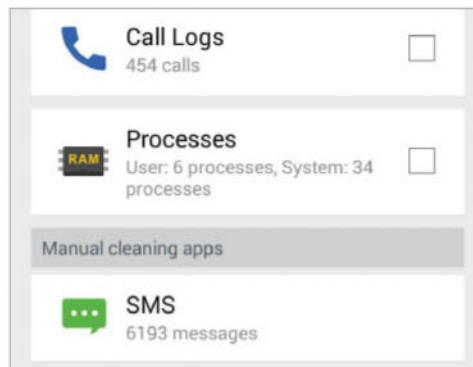 Call Logs
454 calls
RAM
Processes
User: 6 processes, System: 34
processes
Manual cleaning apps
SMS
6193 messages